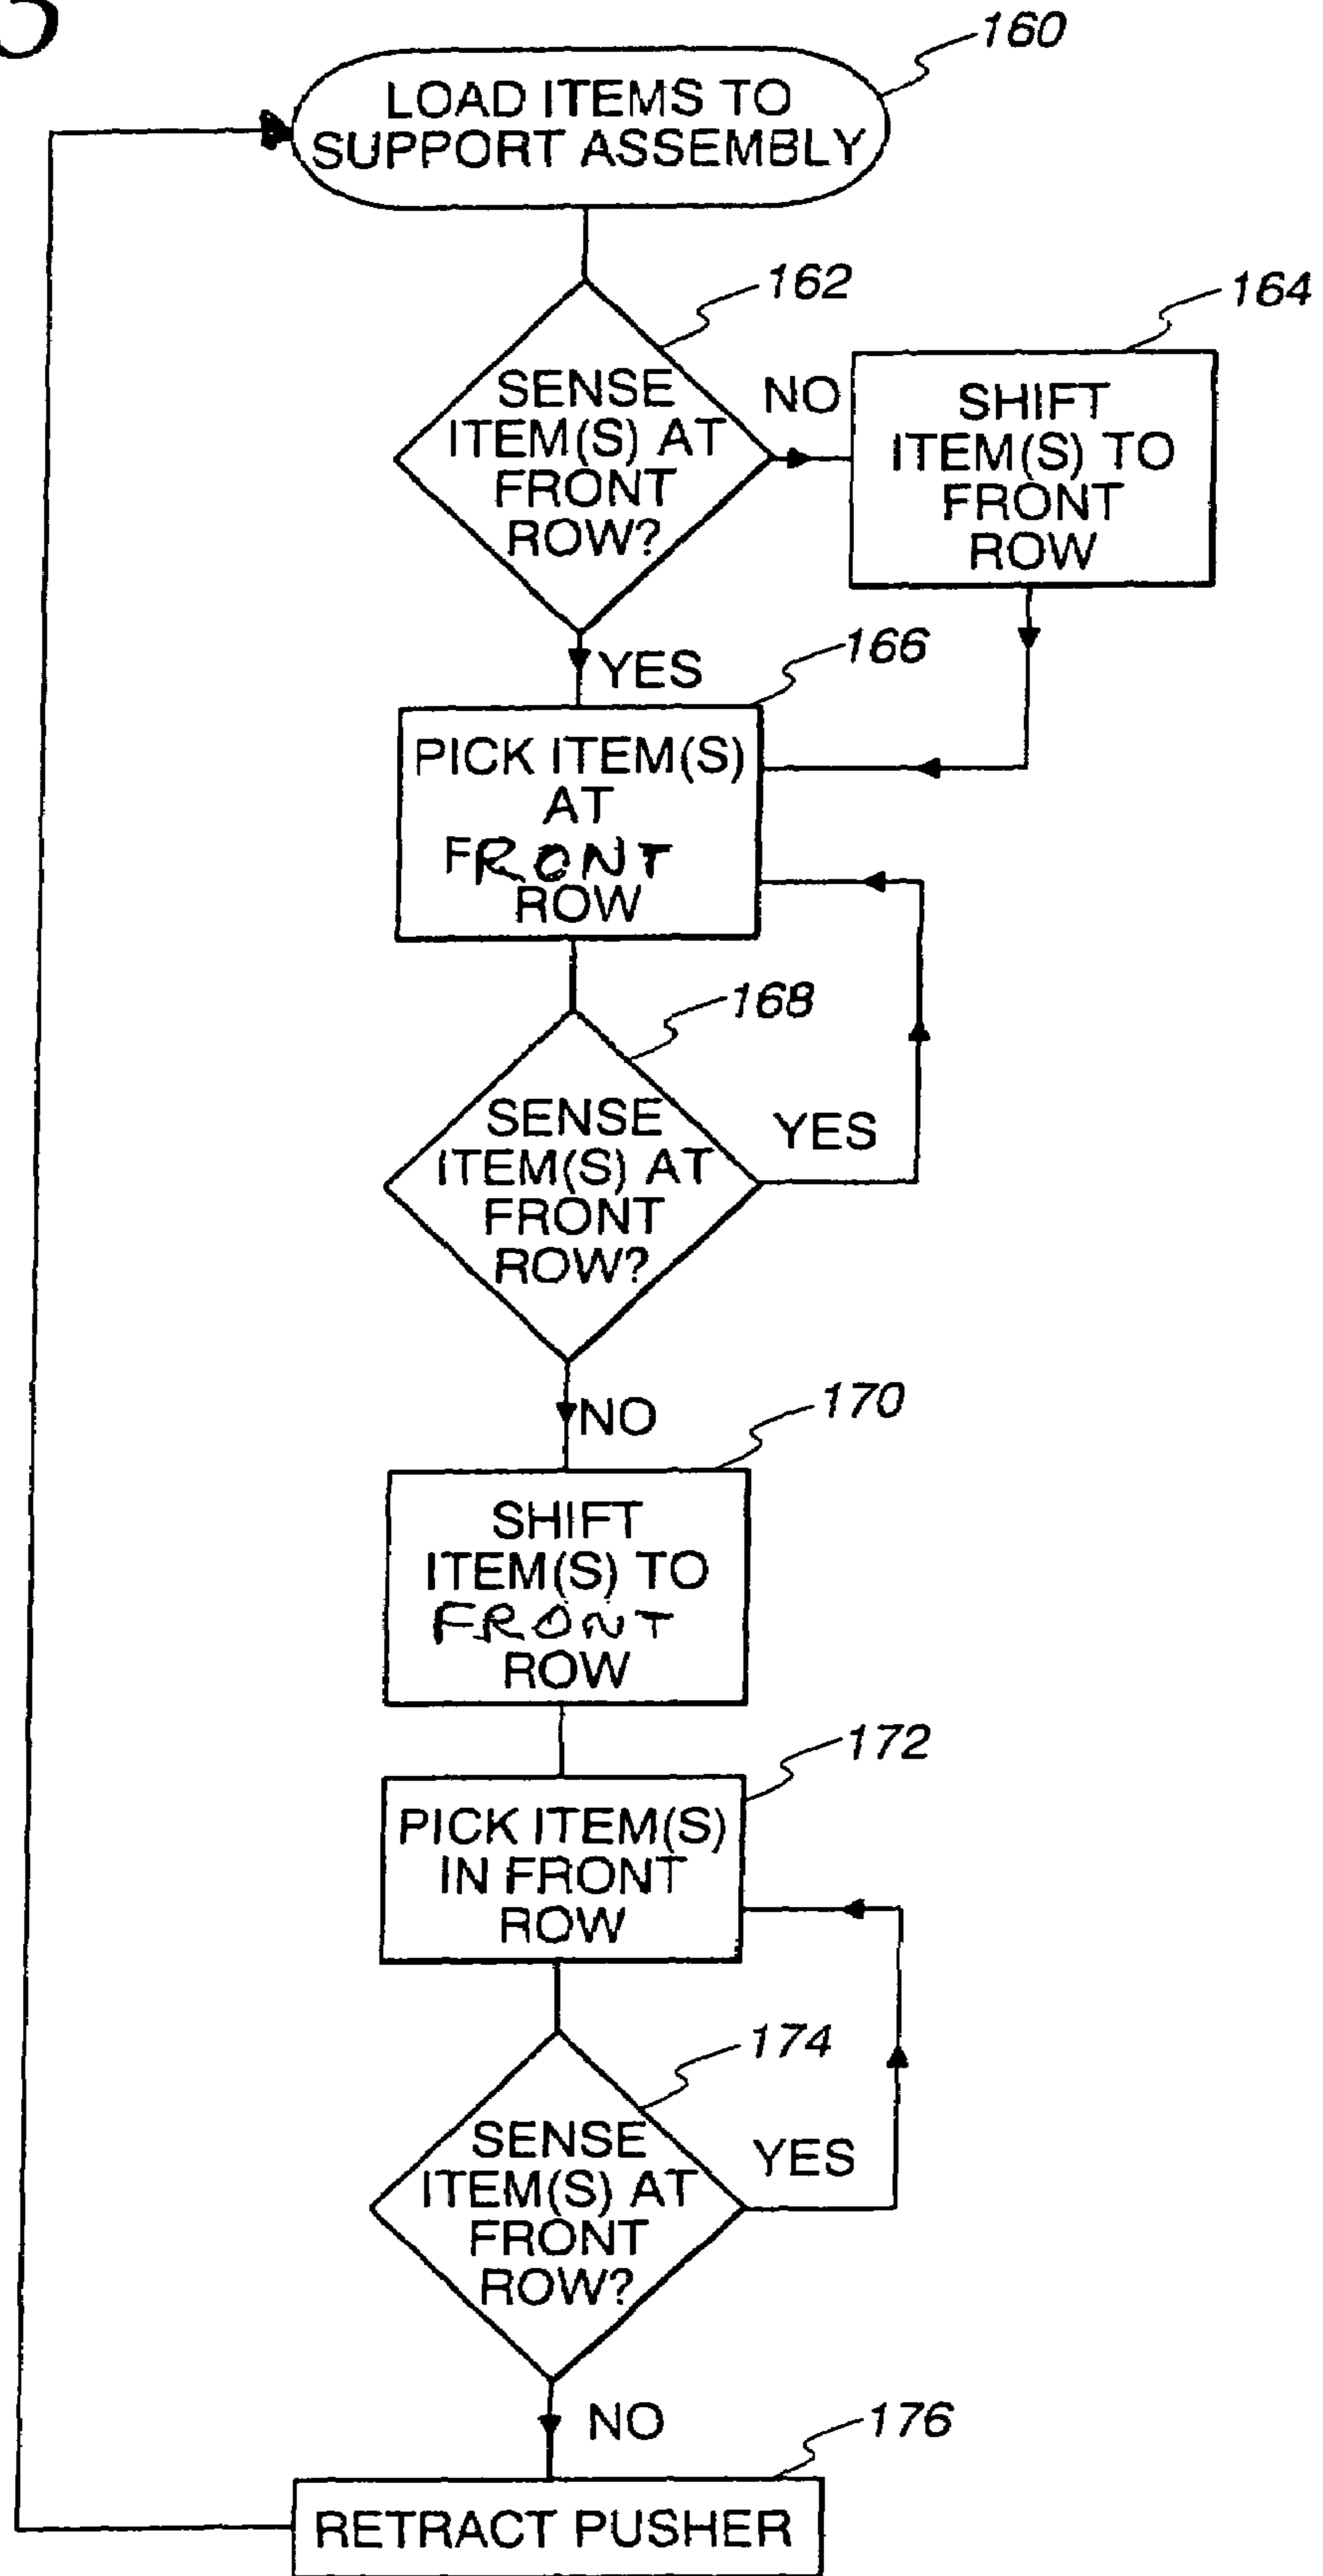 160
LOAD ITEMS TO
SUPPORT ASSEMBLY
162
SENSE
ITEM(S) AT
FRONT
ROW?
NO
164
SHIFT
ITEM(S) TO
FRONT
ROW
YES
166
PICK ITEM(S)
AT
FRONT
ROW
168
SENSE
ITEM(S) AT
FRONT
ROW?
YES
NO
170
SHIFT
ITEM(S) TO
FRONT
ROW
172
PICK ITEM(S)
IN FRONT
ROW
174
SENSE
ITEM(S) AT
FRONT
ROW?
YES
NO
176
RETRACT PUSHER